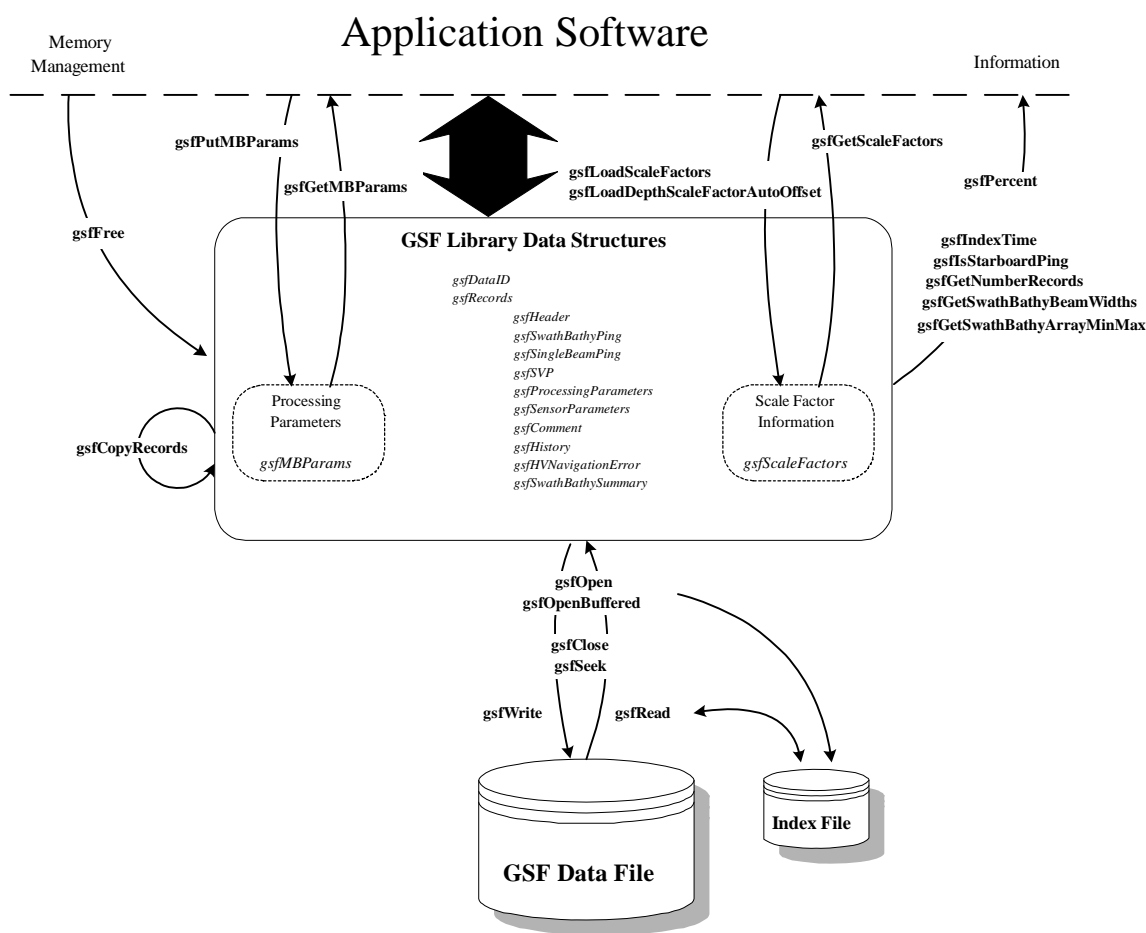 Application Software
Memory
Management
Information
gsfPutMBParams
gsfGetScaleFactors
gsfGetMBParams
gsfLoadScaleFactors
gsfLoadDepthScaleFactorAutoOffset
gsfPercent
gsfFree
GSF Library Data Structures
gsfIndexTime
gsfIsStarboardPing
gsfGetNumberRecords
gsfGetSwathBathyBeamWidths
gsfGetSwathBathyArrayMinMax
gsfDataID
gsfRecords
gsfHeader
gsfSwathBathyPing
gsfSingleBeamPing
gsfSVP
gsfProcessingParameters
gsfSensorParameters
gsfComment
gsfHistory
gsfHVNavigationError
gsfSwathBathySummary
Processing
Parameters
gsfMBParams
Scale Factor
Information
gsfScaleFactors
gsfCopyRecords
gsfOpen
gsfOpenBuffered
gsfClose
gsfSeek
gsfWrite
gsfRead
Index File
GSF Data File